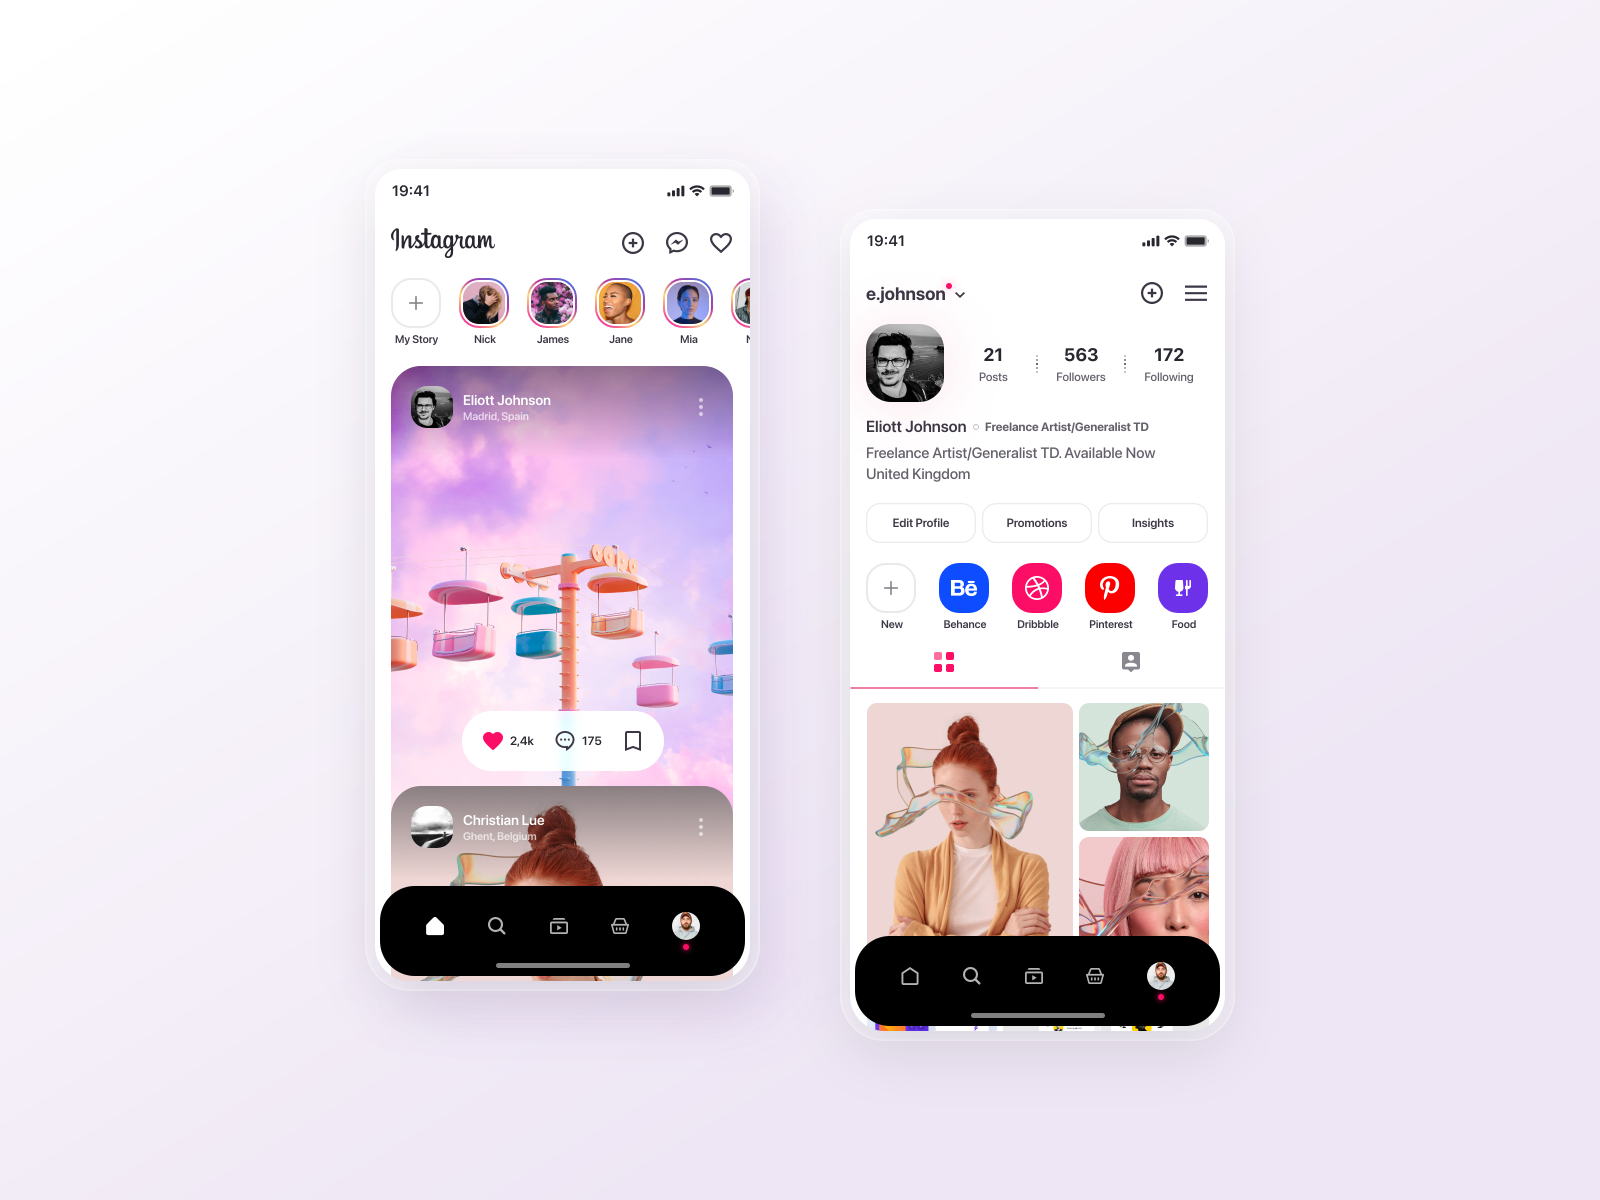 19:41
Instagram
My Story
Nick
James
Jane
Mia
N
Eliott Johnson
Madrid, Spain
2,4k
175
Christian Lue
Ghent, Belgium
19:41
e.johnson
21
563
172
Posts
Followers
Following
Eliott Johnson
Freelance Artist/Generalist TD
Freelance Artist/Generalist TD. Available Now
United Kingdom
Edit Profile
Promotions
Insights
Bē
New
Behance
Dribbble
Pinterest
Food